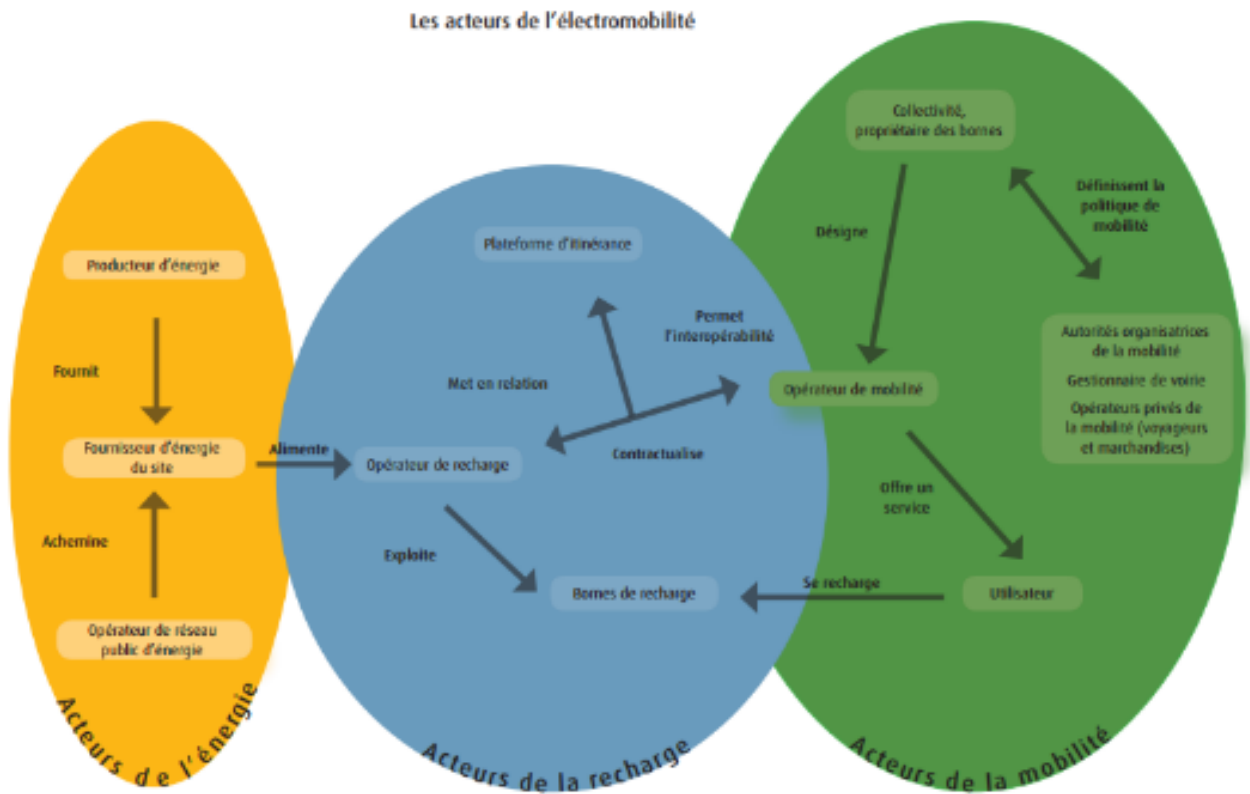 Les acteurs de l'électromobilité
Producteur d'énergie
Fournit
Fournisseur d'énergie
du site
Achemine
Opérateur de réseau
public d'énergie
Acteurs de l'énergie
Alimente
Plateforme d'itinérance
Permet
l'interopérabilité
Met en relation
Opérateur de recharge
Contractualise
Exploite
Bornes de recharge
Acteurs de la recharge
Collectivité,
propriétaire des bornes
Définissent la
politique de
mobilité
Désigne
Autorités organisatrices
de la mobilité
Gestionnaire de voirie
Opérateurs privés de
la mobilité (voyageurs
et marchandises)
Opérateur de mobilité
Offre un
service
Se recharge
Utilisateur
Acteurs de la mobilité